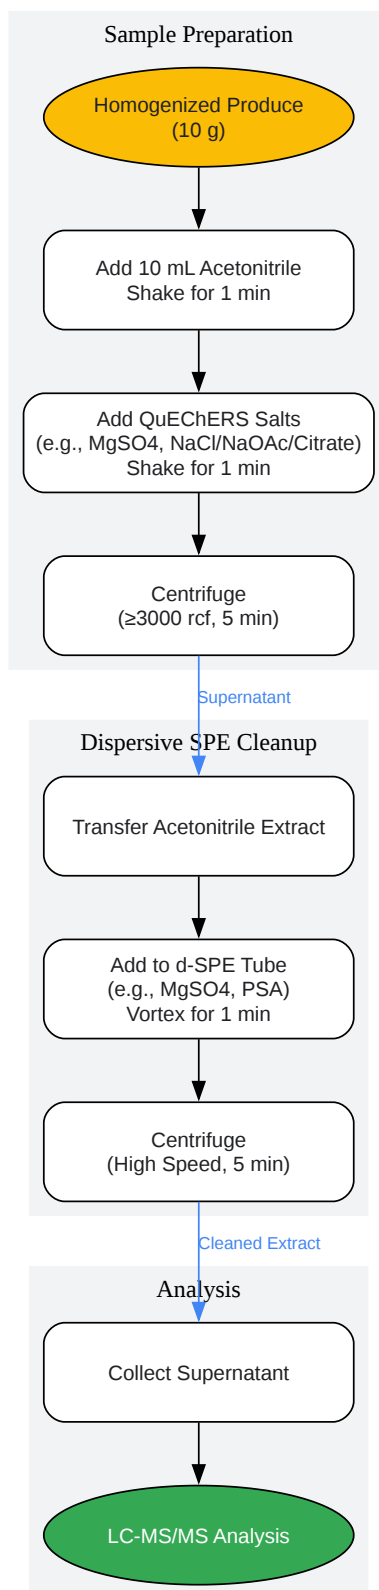 Sample Preparation
Homogenized Produce
(10 g)
Add 10 mL Acetonitrile
Shake for 1 min
Add QuEChERS Salts
(e.g., MgSO4, NaCl/NaOAc/Citrate)
Shake for 1 min
Centrifuge
(≥3000 rcf, 5 min)
Supernatant
Dispersive SPE Cleanup
Transfer Acetonitrile Extract
Add to d-SPE Tube
(e.g., MgSO4, PSA)
Vortex for 1 min
Centrifuge
(High Speed, 5 min)
Cleaned Extract
Analysis
Collect Supernatant
LC-MS/MS Analysis